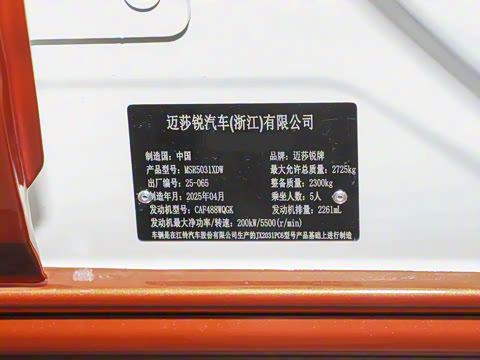 迈莎锐汽车(浙江)有限公司
制造国：中国 品牌：迈莎锐牌
产品型号：MSR5031XDW 最大允许总质量：2725kg
出厂编号：25-065 整备质量：2300kg
制造年月：2025年04月 乘坐人数：5人
发动机型号：CAF488WQGK 发动机排量：2261mL
发动机最大净功率/转速：200kW/5500(r/min)
车辆是在江铃汽车股份有限公司生产的JX2031PC6型号产品基础上进行制造